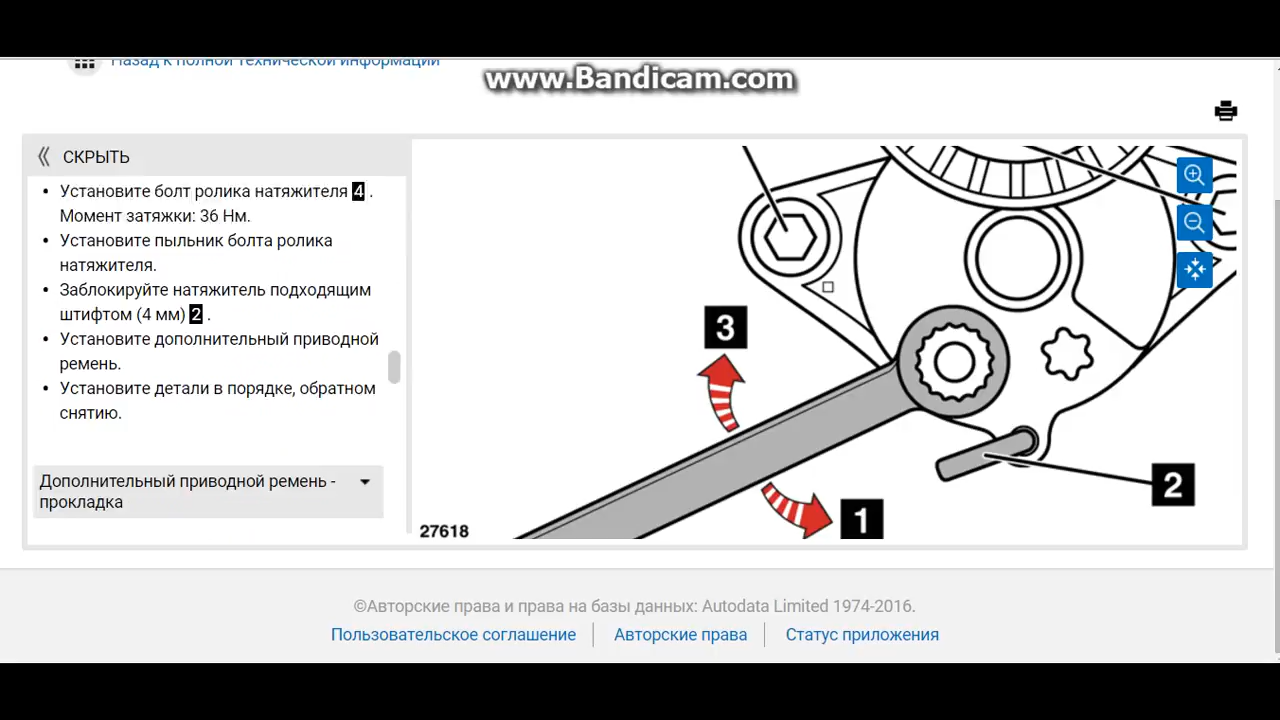 Назад к полной технической информации
www.Bandicam.com
СКРЫТЬ
• Установите болт ролика натяжителя 4 .
Момент затяжки: 36 Нм.
• Установите пыльник болта ролика
натяжителя.
• Заблокируйте натяжитель подходящим
штифтом (4 мм) 2 .
• Установите дополнительный приводной
ремень.
• Установите детали в порядке, обратном
снятию.
Дополнительный приводной ремень -
прокладка
3
2
1
27618
©Авторские права и права на базы данных: Autodata Limited 1974-2016.
Пользовательское соглашение
Авторские права
Статус приложения